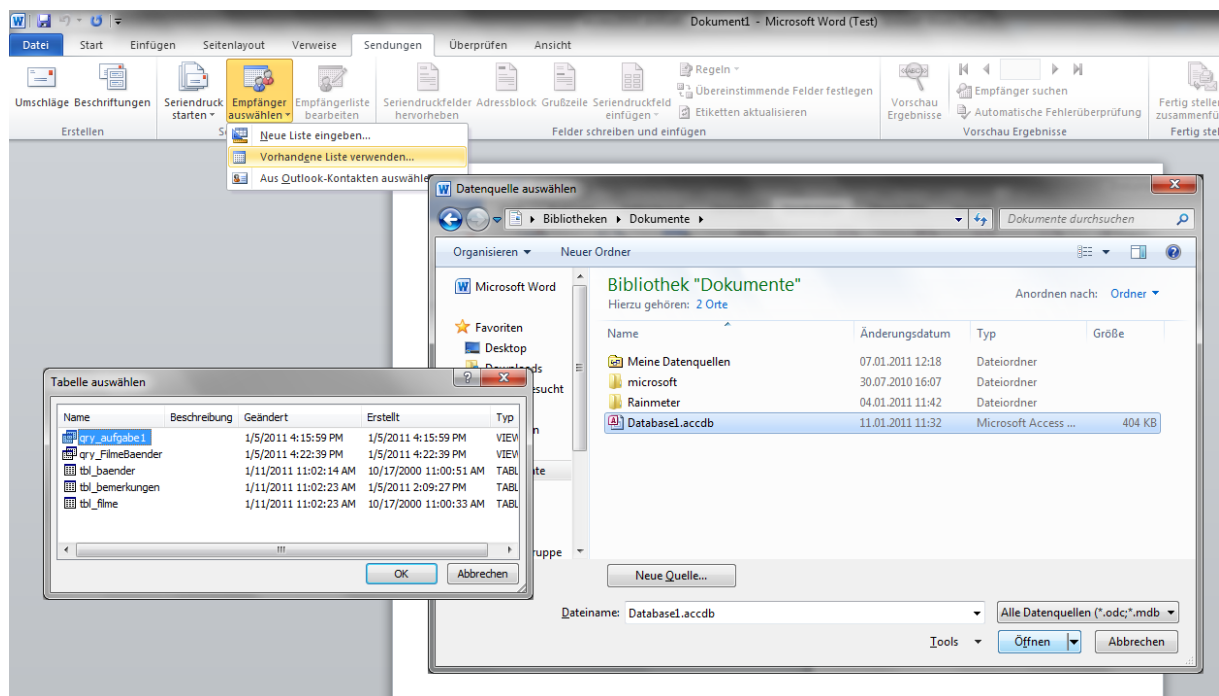 Dokument1 - Microsoft Word (Test)
Datei Start Einfügen Seitenlayout Verweise Sendungen Überprüfen Ansicht
Umschläge Beschriftungen
Erstellen
Seriendruck
starten
Empfänger
auswählen
Empfängerliste
bearbeiten
Seriendruckfelder
hervorheben
Adressblock
Grußzeile
Seriendruckfeld
einfügen
Regeln
Übereinstimmende Felder festlegen
Etiketten aktualisieren
Felder schreiben und einfügen
Vorschau
Ergebnisse
Empfänger suchen
Automatische Fehlerüberprüfung
Vorschau Ergebnisse
Fertig stellen
zusammenfü
Fertig stel
Neue Liste eingeben...
Vorhandene Liste verwenden...
Aus Outlook-Kontakten auswähle
Datenquelle auswählen
Bibliotheken Dokumente
Dokumente durchsuchen
Organisieren Neuer Ordner
Microsoft Word
Favoriten
Desktop
Downloads
esucht
n
te
ruppe
Bibliothek "Dokumente"
Hierzu gehören: 2 Orte
Anordnen nach: Ordner
Name Änderungsdatum Typ Größe
Meine Datenquellen 07.01.2011 12:18 Dateiordner
microsoft 30.07.2010 16:07 Dateiordner
Rainmeter 04.01.2011 11:42 Dateiordner
Database1.accdb 11.01.2011 11:32 Microsoft Access ... 404 KB
Neue Quelle...
Dateiname: Database1.accdb
Alle Datenquellen (*.odc;*.mdb
Tools Öffnen Abbrechen
Tabelle auswählen
Name Beschreibung Geändert Erstellt Typ
qry_aufgabe1 1/5/2011 4:15:59 PM 1/5/2011 4:15:59 PM VIEW
qry_FilmeBaender 1/5/2011 4:22:39 PM 1/5/2011 4:22:39 PM VIEW
tbl_baender 1/11/2011 11:02:14 AM 10/17/2000 11:00:51 AM TABL
tbl_bemerkungen 1/11/2011 11:02:23 AM 1/5/2011 2:09:27 PM TABL
tbl_filme 1/11/2011 11:02:23 AM 10/17/2000 11:00:33 AM TABL
OK Abbrechen